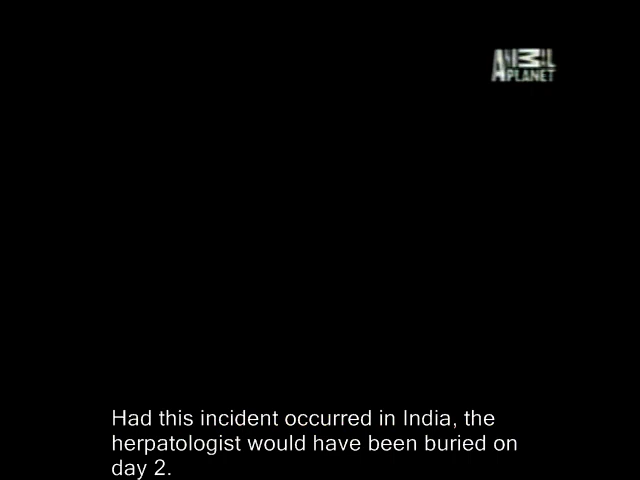 ANIMAL
PLANET
Had this incident occurred in India, the
herpatologist would have been buried on
day 2.